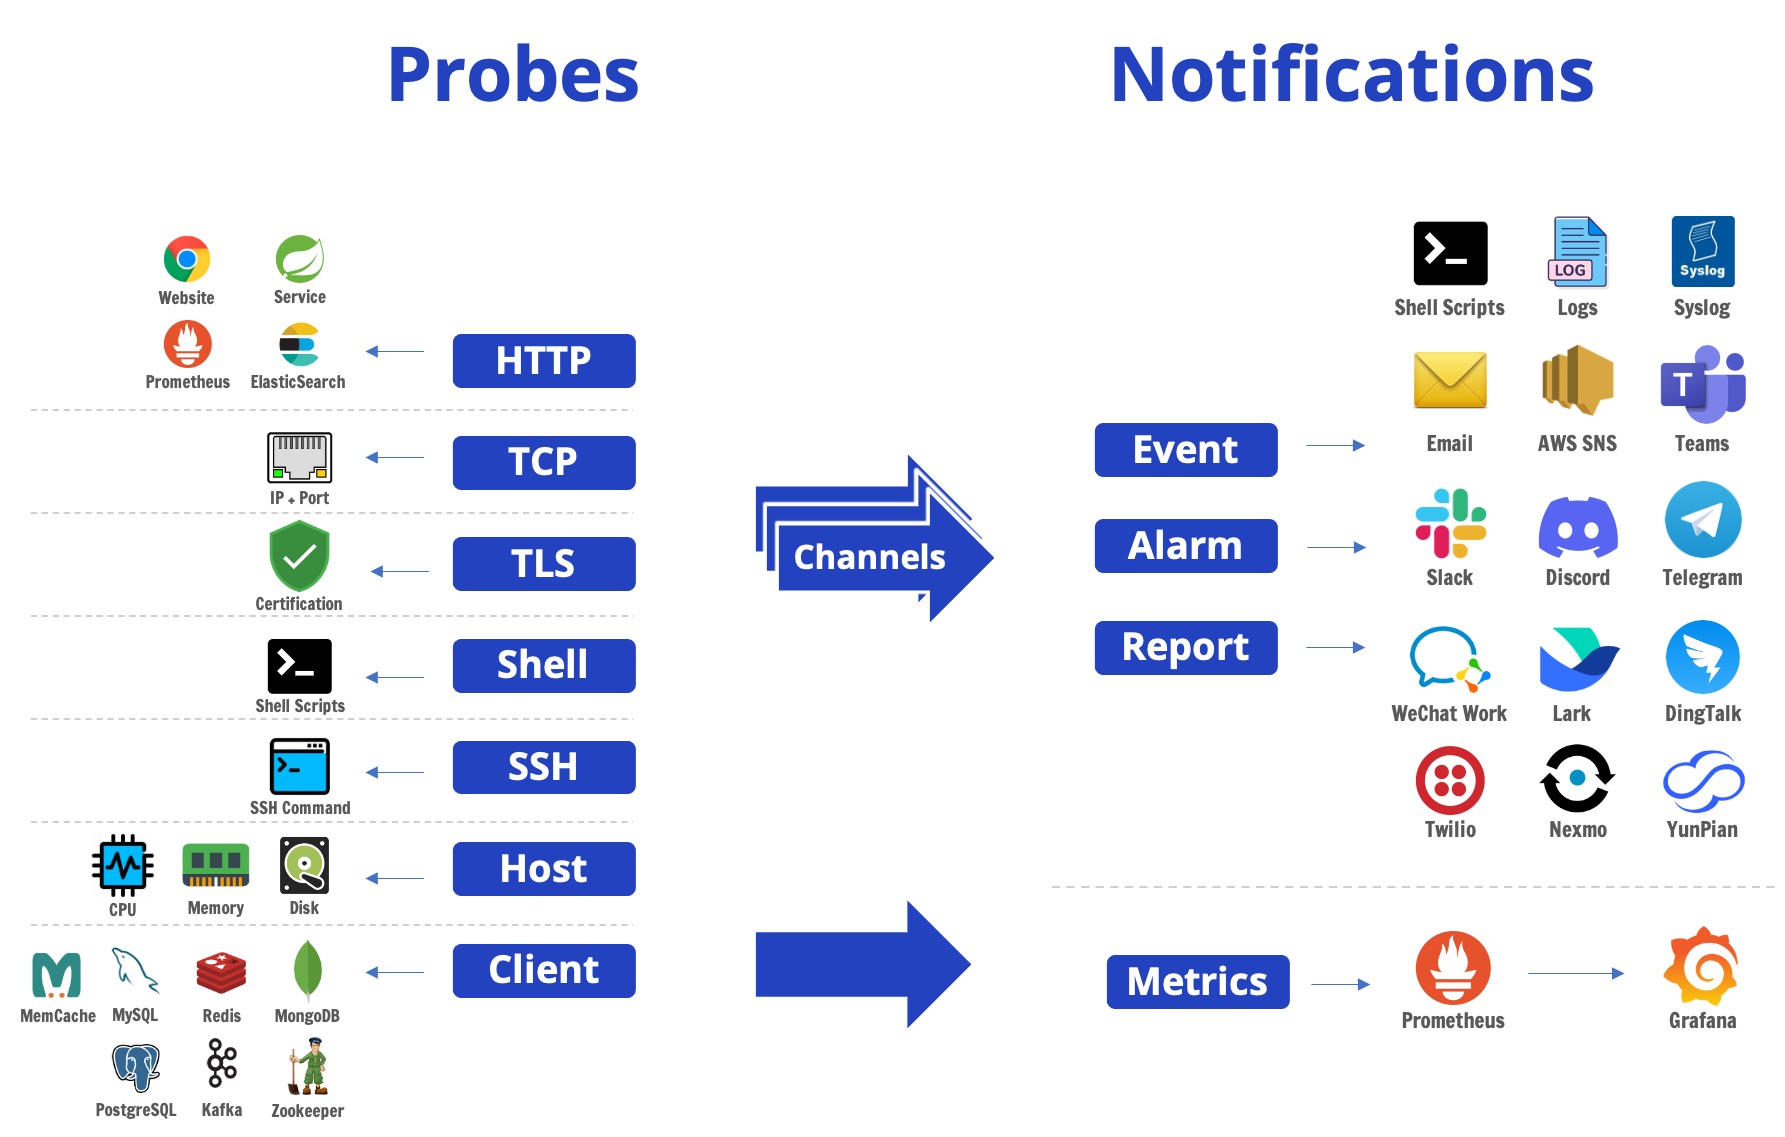 Probes
Notifications
Website
Service
Prometheus
ElasticSearch
HTTP
IP + Port
TCP
Certification
TLS
Shell Scripts
Shell
SSH Command
SSH
CPU
Memory
Disk
Host
MemCache
MySQL
Redis
MongoDB
Client
PostgreSQL
Kafka
Zookeeper
Channels
Event
Alarm
Report
Shell Scripts
LOG
Logs
Syslog
Syslog
Email
AWS SNS
T
Teams
Slack
Discord
Telegram
WeChat Work
Lark
DingTalk
Twilio
Nexmo
YunPian
Metrics
Prometheus
Grafana